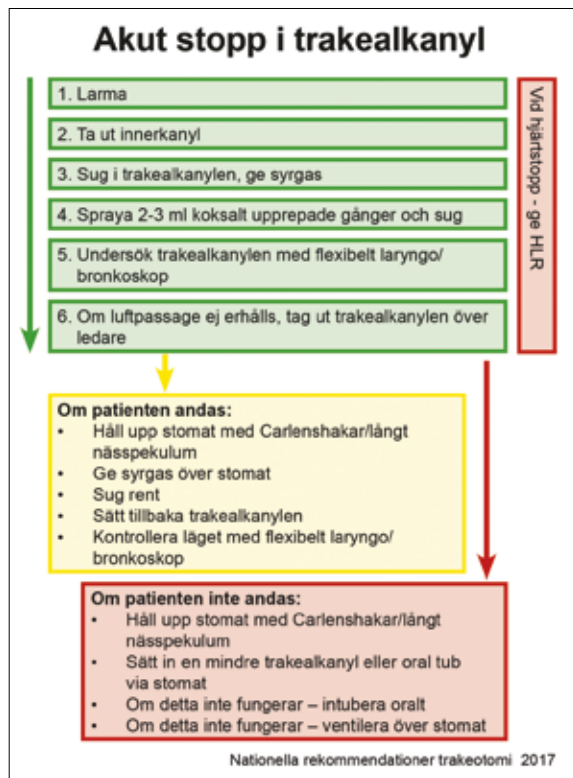 Akut stopp i trakealkanyl
1. Larma
2. Ta ut innerkanyl
3. Sug i trakealkanylen, ge syrgas
4. Spraya 2-3 ml koksalt upprepade gånger och sug
5. Undersök trakealkanylen med flexibelt laryngo/
bronkoskop
6. Om luftpassage ej erhålls, tag ut trakealkanylen över
ledare
Vid hjärtstopp - ge HLR
Om patienten andas:
• Håll upp stomat med Carlenshakar/långt
nässpekulum
• Ge syrgas över stomat
• Sug rent
• Sätt tillbaka trakealkanylen
• Kontrollera läget med flexibelt laryngo/
bronkoskop
Om patienten inte andas:
• Håll upp stomat med Carlenshakar/långt
nässpekulum
• Sätt in en mindre trakealkanyl eller oral tub
via stomat
• Om detta inte fungerar – intubera oralt
• Om detta inte fungerar – ventilera över stomat
Nationella rekommendationer trakeotomi 2017